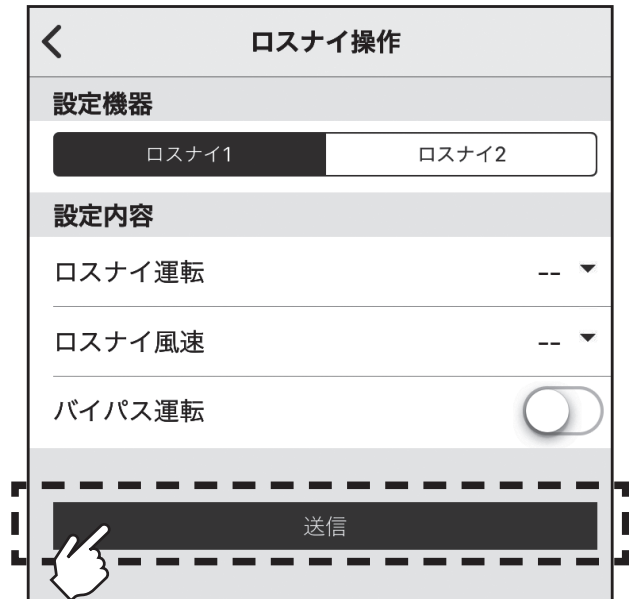 ロスナイ操作
設定機器
ロスナイ1 ロスナイ2
設定内容
ロスナイ運転 --
ロスナイ風速 --
バイパス運転
送信